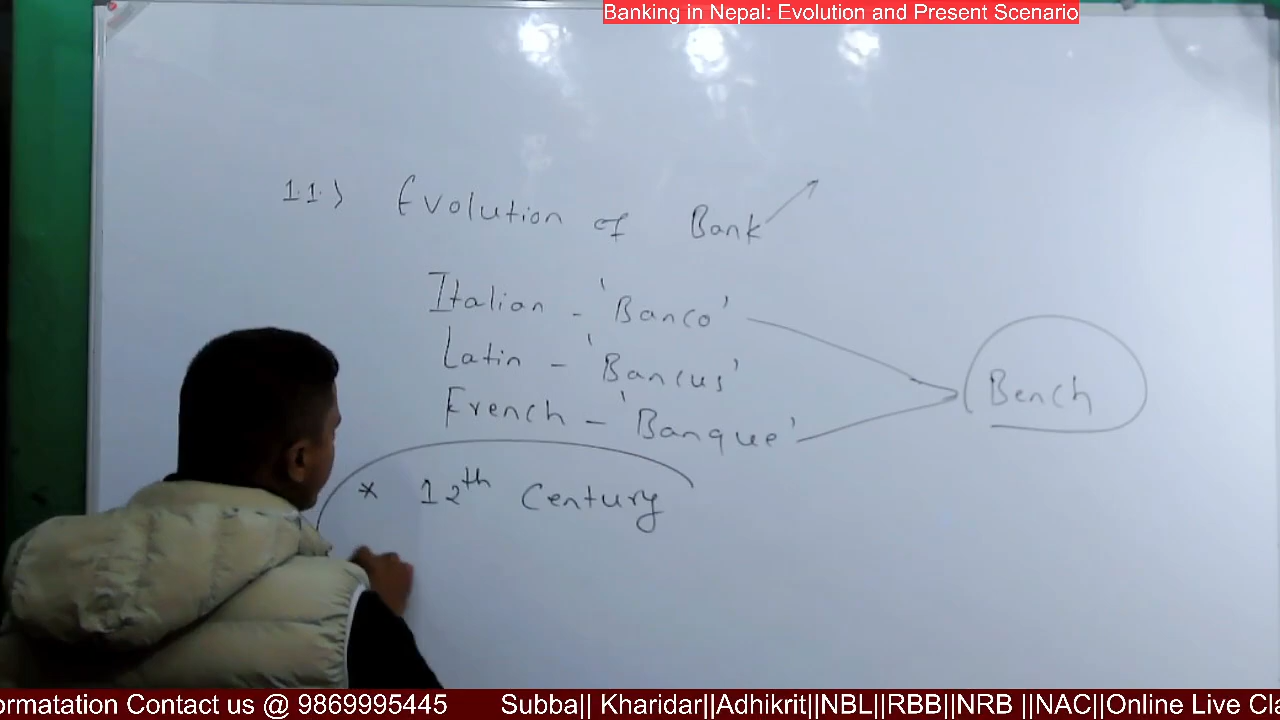 Banking in Nepal: Evolution and Present Scenario
1.1.) Evolution of Bank
Italian - 'Banco'
Latin - 'Bancus'
French - 'Banque'
Bench
* 12th Century
ormatation Contact us @ 9869995445 Subba|| Kharidar||Adhikrit||NBL||RBB||NRB ||NAC||Online Live Cla